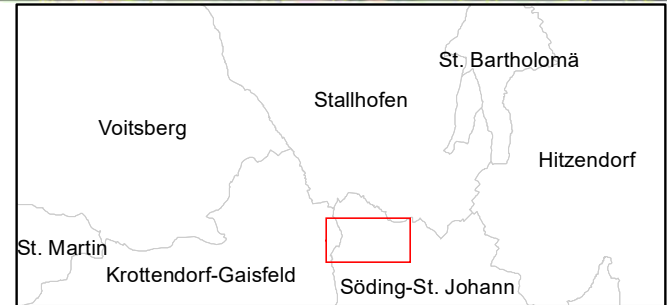 St. Bartholomä
Stallhofen
Voitsberg
Hitzendorf
St. Martin
Krottendorf-Gaisfeld
Söding-St. Johann